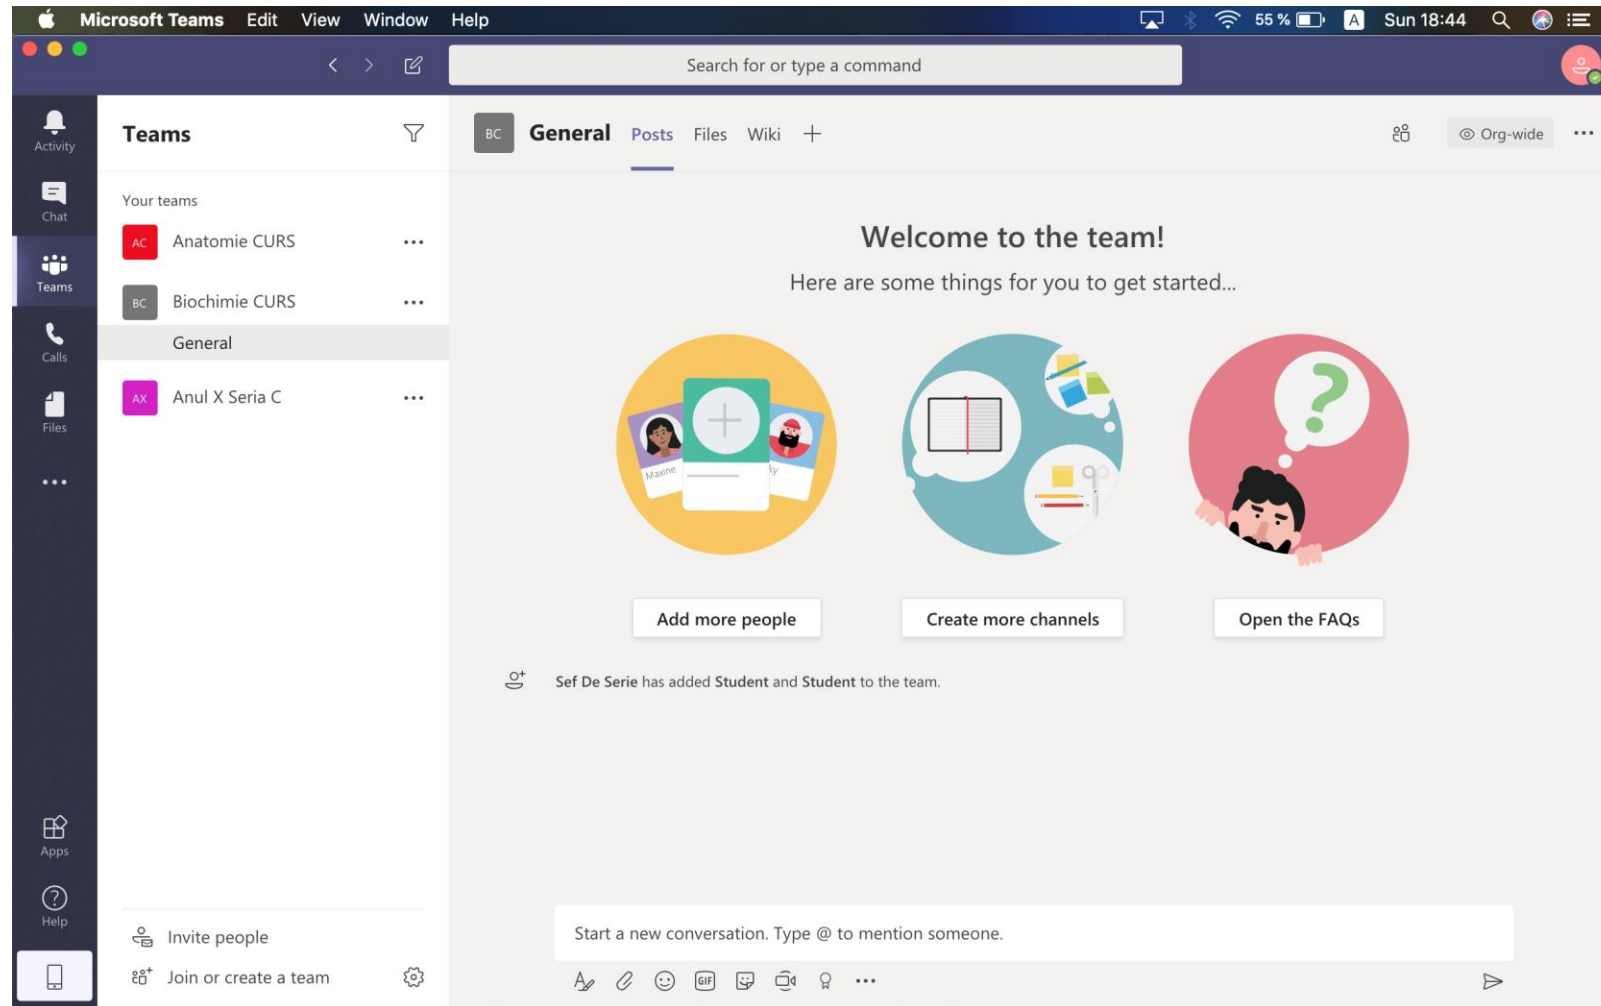 Microsoft Teams Edit View Window Help 55 % A Sun 18:44
Search for or type a command
Activity
Chat
Teams
Calls
Files
Apps
Help
Teams
Your teams
AC Anatomie CURS
BC Biochimie CURS
General
AX Anul X Seria C
Invite people
Join or create a team
BC General Posts Files Wiki Org-wide
Welcome to the team!
Here are some things for you to get started...
Maxine
ky
Add more people Create more channels Open the FAQs
Sef De Serie has added Student and Student to the team.
Start a new conversation. Type @ to mention someone.
GIF